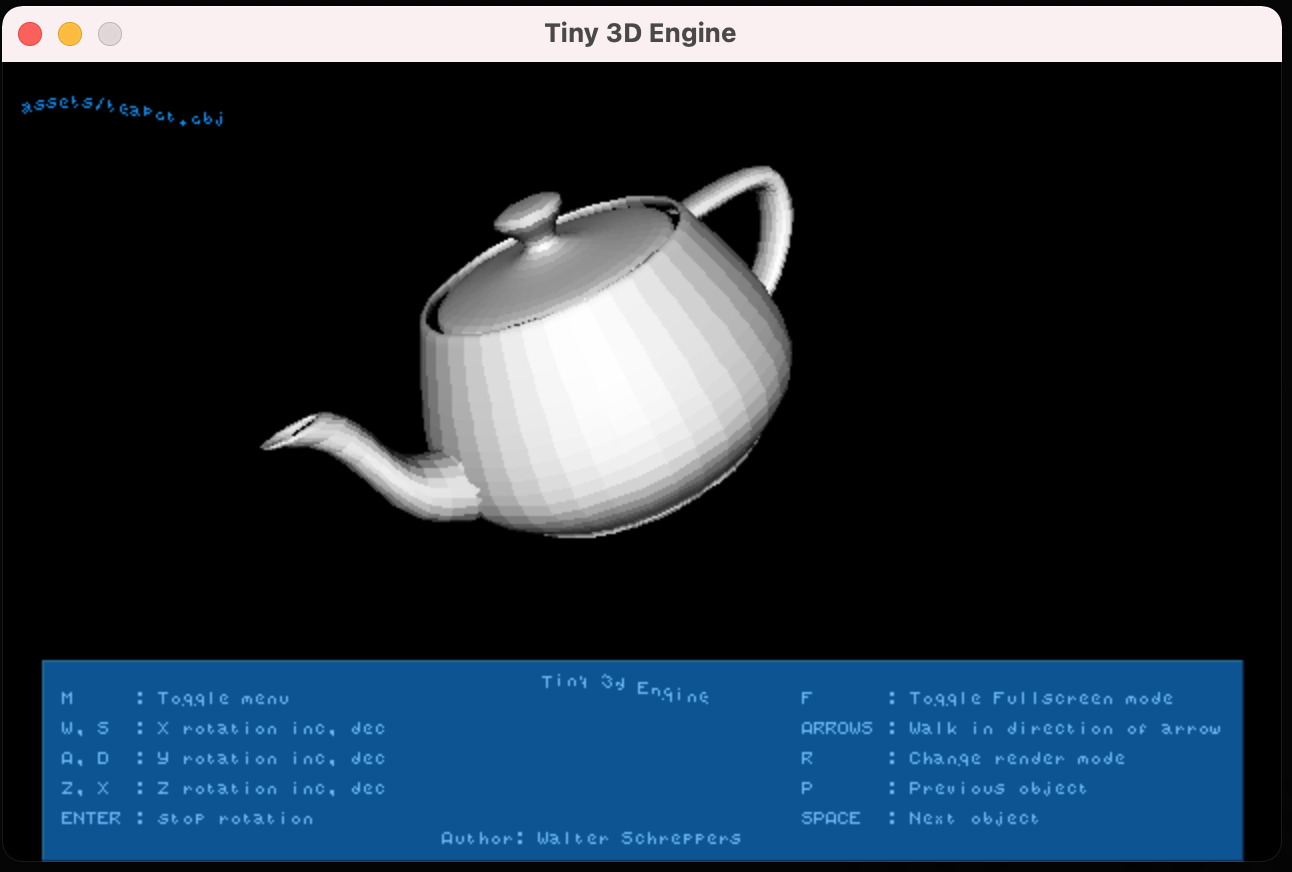 Tiny 3D Engine
assets/teapot.obj
Tiny 3d Engine
M : Toggle menu
W, S : X rotation inc, dec
A, D : Y rotation inc, dec
Z, X : Z rotation inc, dec
ENTER : stop rotation
F : Toggle Fullscreen mode
ARROWS : Walk in direction of arrow
R : Change render mode
P : Previous object
SPACE : Next object
Author: Walter Schreppers